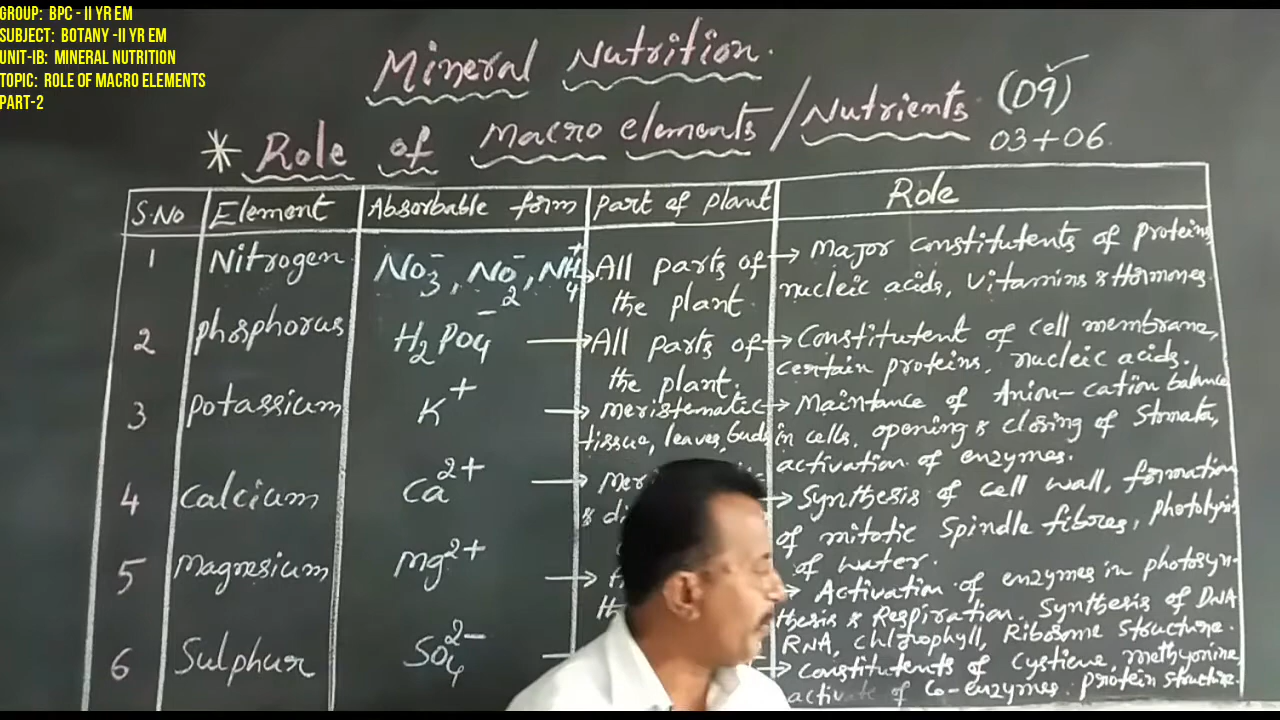 GROUP: BPC - II YR EM
SUBJECT: BOTANY -II YR EM
UNIT-IB: MINERAL NUTRITION
TOPIC: ROLE OF MACRO ELEMENTS
PART-2
Mineral Nutrition.
* Role of Macro elements / Nutrients (09)
03+06.
S.No Element Absorbable form Part of plant Role
1 Nitrogen. No₃⁻, No₂⁻, NH₄⁺ → All parts of → Major constitutents of proteins,
the plant. nucleic acids, Vitamins & Hormones.
2 phosphorus H₂PO₄⁻ → All parts of → Constitutent of cell membrane,
the plant. certain proteins, nucleic acids.
3 potassium K⁺ → meristematic → Maintance of Anion-cation balance
tissue, leaves, buds in cells, opening & closing of Stomata,
activation of enzymes.
4 Calcium Ca²⁺ → → Synthesis of cell wall, formation
& of mitotic Spindle fibres, photolysis
of water.
5 Magnesium Mg²⁺ → → Activation of enzymes in photosyn-
thesis & Respiration. Synthesis of DNA
RNA, Chlorophyll, Ribosome structure.
6 Sulphur SO₄²⁻ → Constitutents of Cystiene, methyonine,
of Co-enzymes. Protein structure.